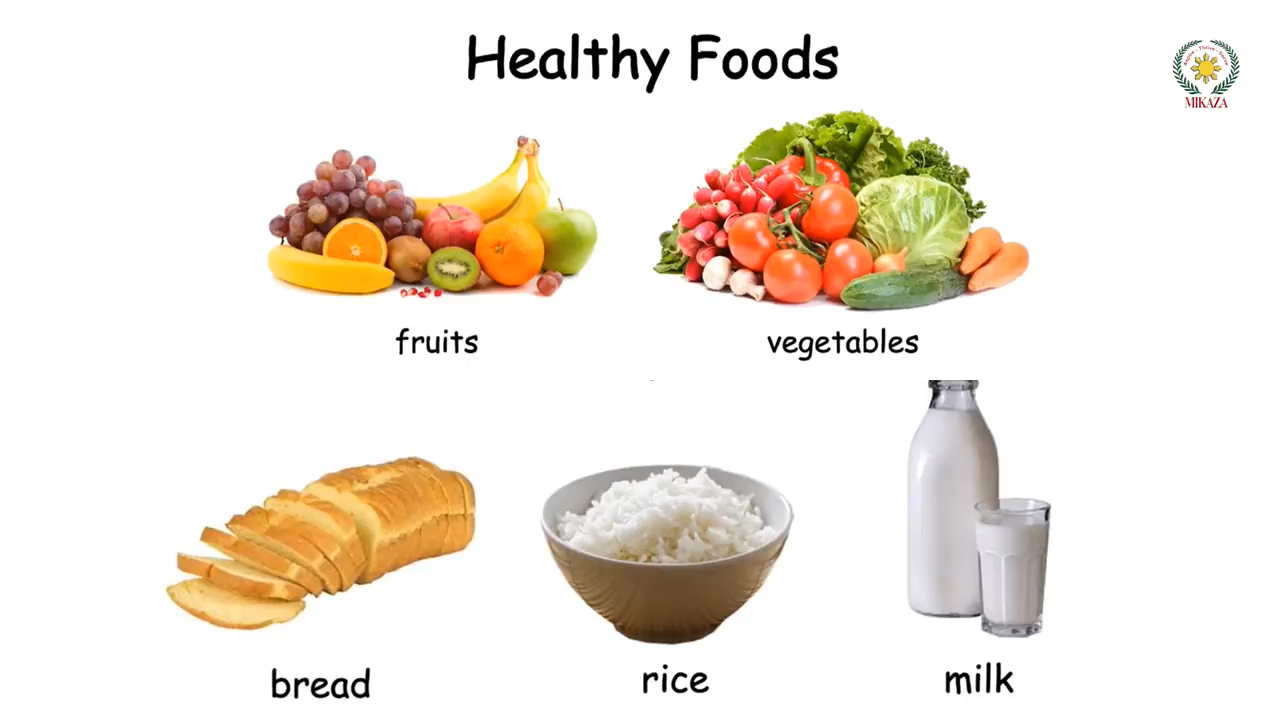 Healthy Foods
MIKAZA
fruits
vegetables
bread
rice
milk